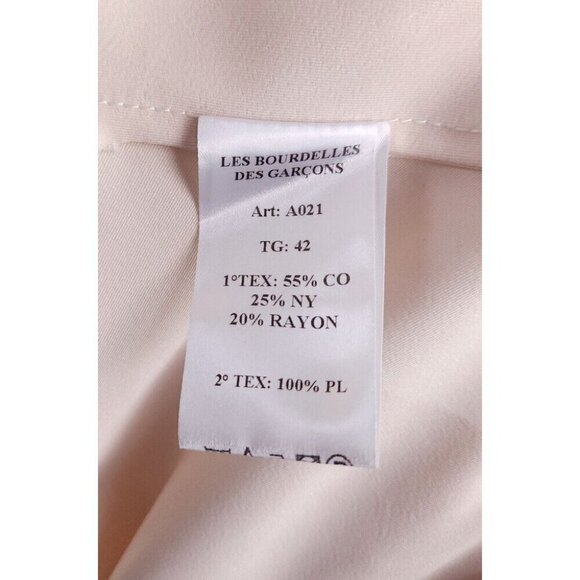 LES BOURDELLES
DES GARÇONS
Art: A021
TG: 42
1°TEX: 55% CO
25% NY
20% RAYON
2° TEX: 100% PL